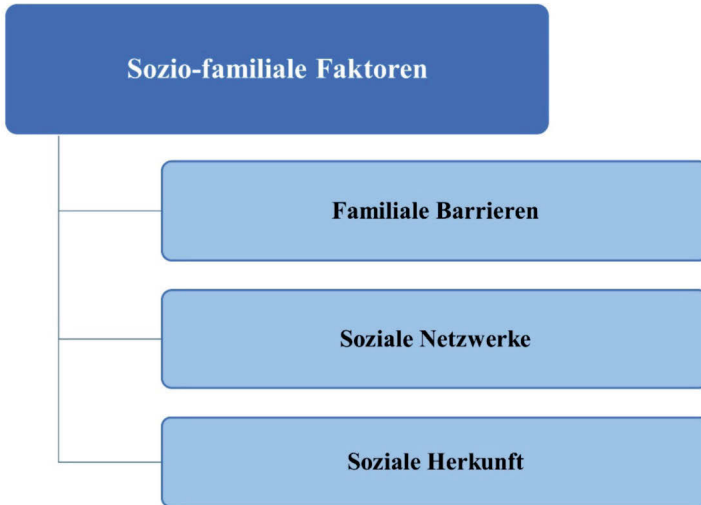 Sozio-familiale Faktoren
Familiale Barrieren
Soziale Netzwerke
Soziale Herkunft